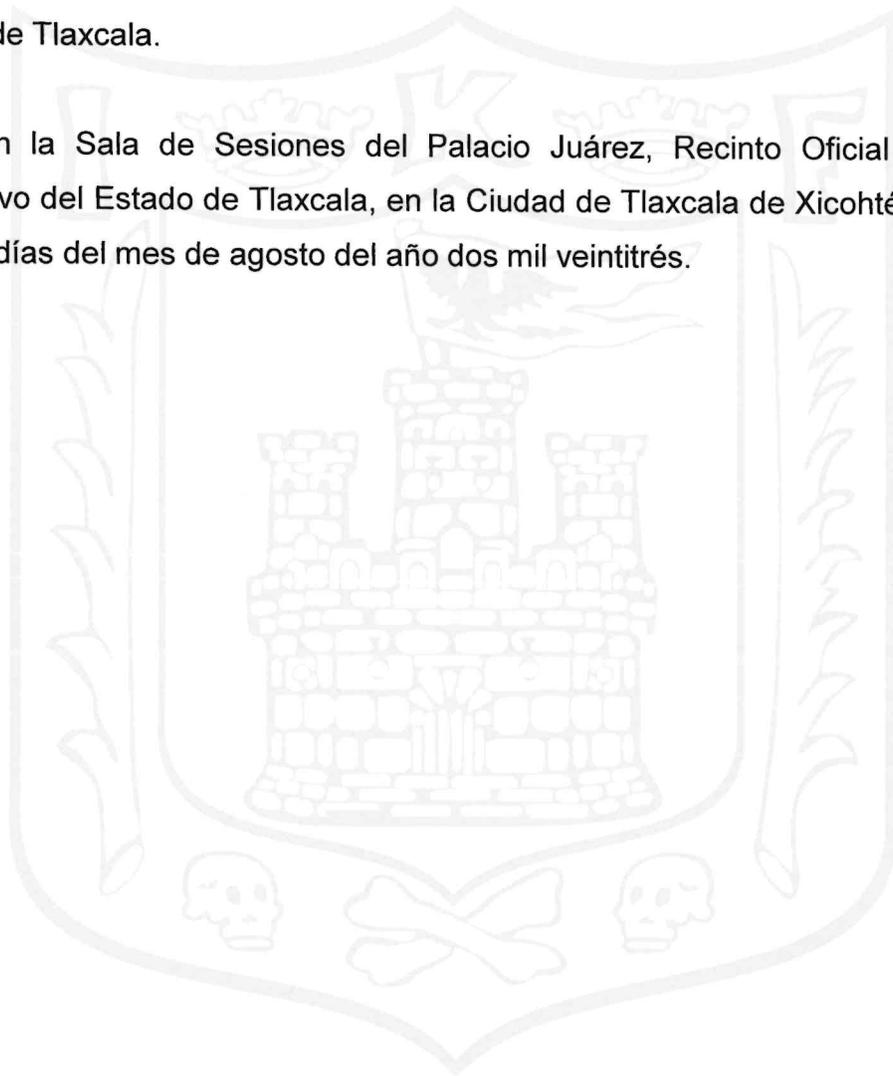 de Tlaxcala.
la Sala de Sesiones del Palacio Juárez, Recinto Oficial
vo del Estado de Tlaxcala, en la Ciudad de Tlaxcala de Xicohté
días del mes de agosto del año dos mil veintitrés.
I K F